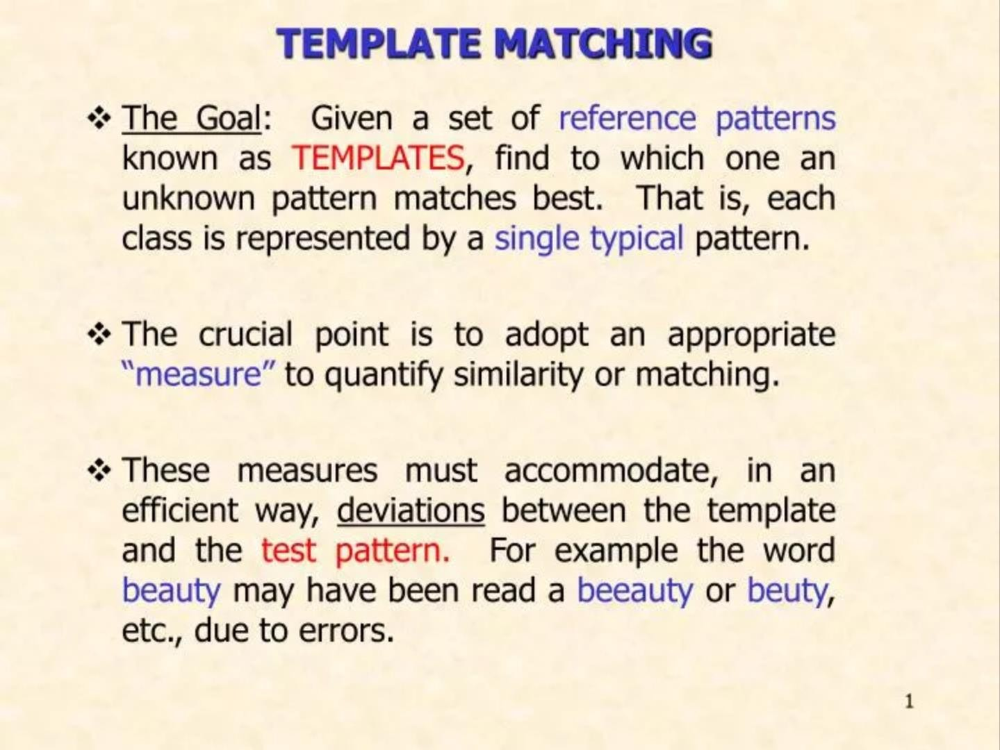 TEMPLATE MATCHING
❖ The Goal: Given a set of reference patterns
known as TEMPLATES, find to which one an
unknown pattern matches best. That is, each
class is represented by a single typical pattern.
❖ The crucial point is to adopt an appropriate
“measure” to quantify similarity or matching.
❖ These measures must accommodate, in an
efficient way, deviations between the template
and the test pattern. For example the word
beauty may have been read a beeauty or beuty,
etc., due to errors.
1